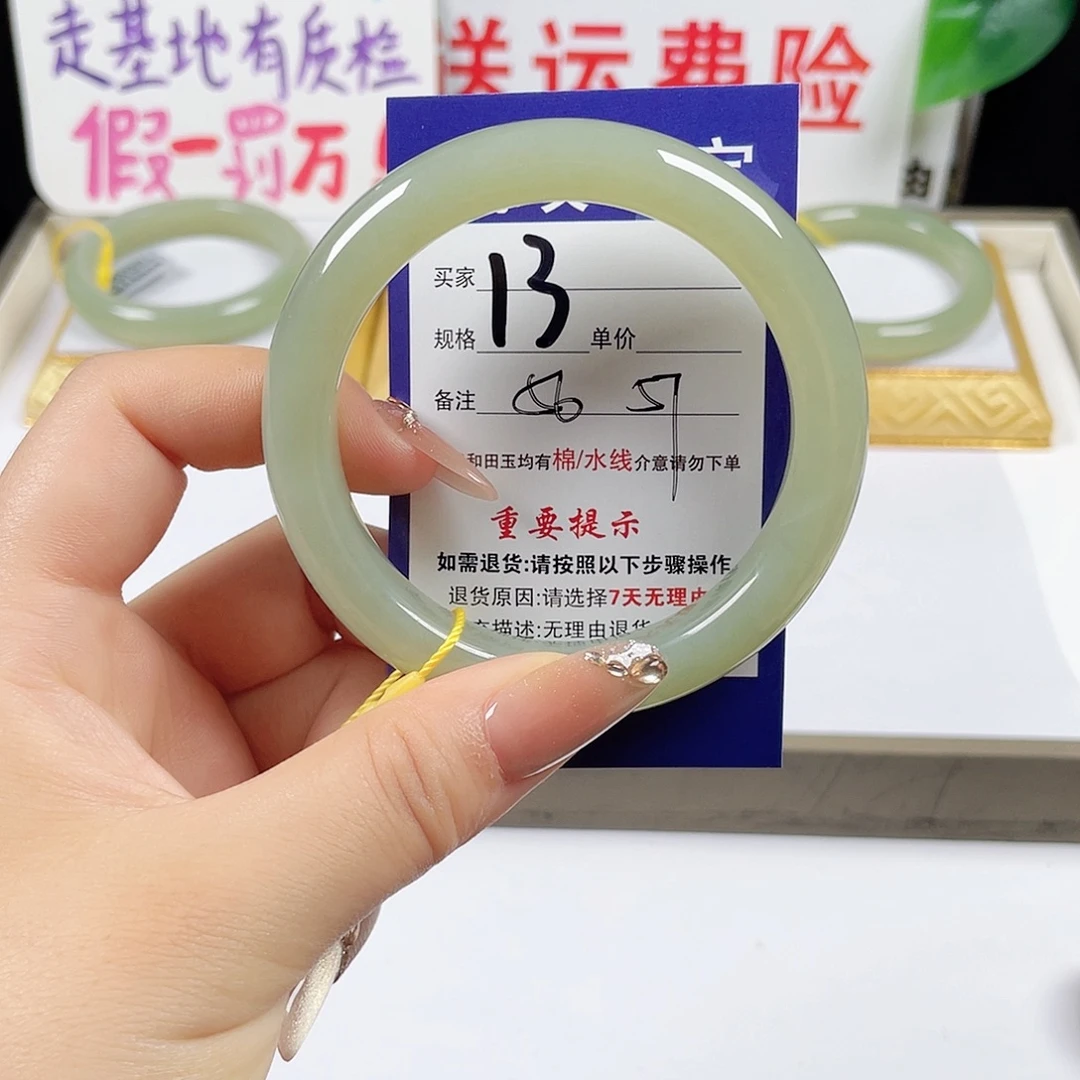 走基地有质检
假一罚万
送运费险
买家 13
规格 单价
备注
和田玉均有棉/水线介意请勿下单
重要提示
如需退货:请按照以下步骤操作
退货原因:请选择7天无理由
描述:无理由退货